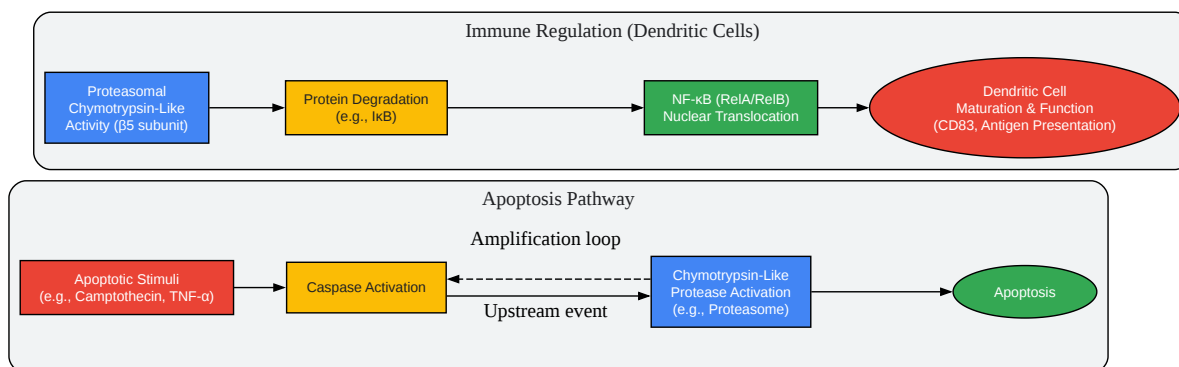 Immune Regulation (Dendritic Cells)
Proteasomal
Chymotrypsin-Like
Activity (β5 subunit)
Protein Degradation
(e.g., IκB)
NF-κB (RelA/RelB)
Nuclear Translocation
Dendritic Cell
Maturation & Function
(CD83, Antigen Presentation)
Apoptosis Pathway
Amplification loop
Apoptotic Stimuli
(e.g., Camptothecin, TNF-α)
Caspase Activation
Upstream event
Chymotrypsin-Like
Protease Activation
(e.g., Proteasome)
Apoptosis